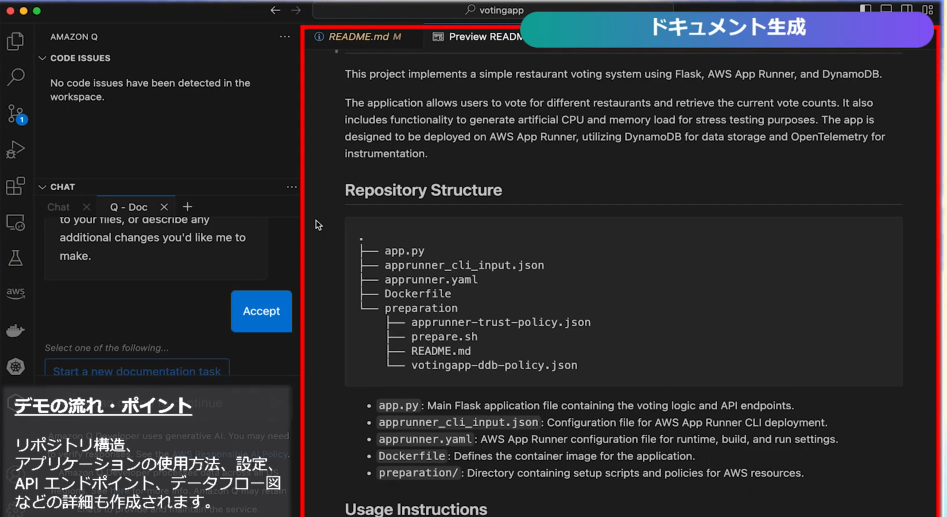 votingapp
ドキュメント生成
AMAZON Q
CODE ISSUES
No code issues have been detected in the
workspace.
1
CHAT
Chat
Q - Doc
to your files, or describe any
additional changes you'd like me to
make.
Accept
Select one of the following...
Start a new documentation task
デモの流れ・ポイント
リポジトリ構造、
アプリケーションの使用方法、設定、
API エンドポイント、データフロー図
などの詳細も作成されます。
aws
README.md M
Preview README
This project implements a simple restaurant voting system using Flask, AWS App Runner, and DynamoDB.
The application allows users to vote for different restaurants and retrieve the current vote counts. It also
includes functionality to generate artificial CPU and memory load for stress testing purposes. The app is
designed to be deployed on AWS App Runner, utilizing DynamoDB for data storage and OpenTelemetry for
instrumentation.
Repository Structure
.
├── app.py
├── apprunner_cli_input.json
├── apprunner.yaml
├── Dockerfile
└── preparation
├── apprunner-trust-policy.json
├── prepare.sh
├── README.md
└── votingapp-ddb-policy.json
• app.py: Main Flask application file containing the voting logic and API endpoints.
• apprunner_cli_input.json: Configuration file for AWS App Runner CLI deployment.
• apprunner.yaml: AWS App Runner configuration file for runtime, build, and run settings.
• Dockerfile: Defines the container image for the application.
• preparation/: Directory containing setup scripts and policies for AWS resources.
Usage Instructions